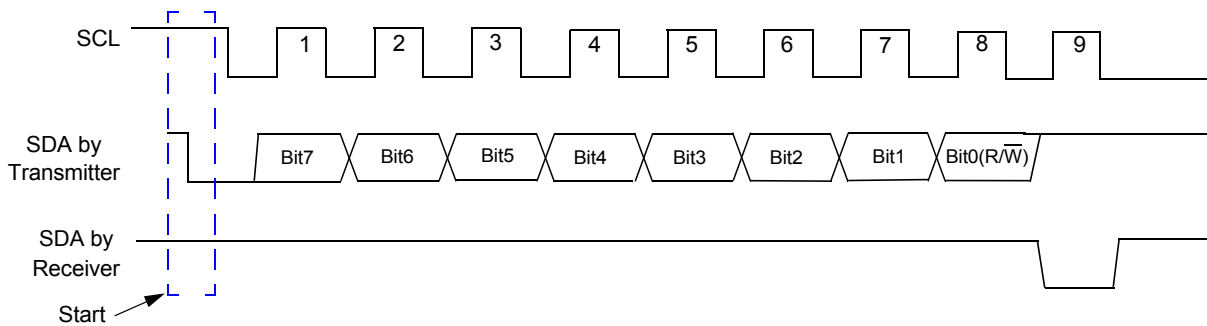 SCL
1 2 3 4 5 6 7 8 9
SDA by
Transmitter
Bit7 Bit6 Bit5 Bit4 Bit3 Bit2 Bit1 Bit0(R/W̅)
SDA by
Receiver
Start